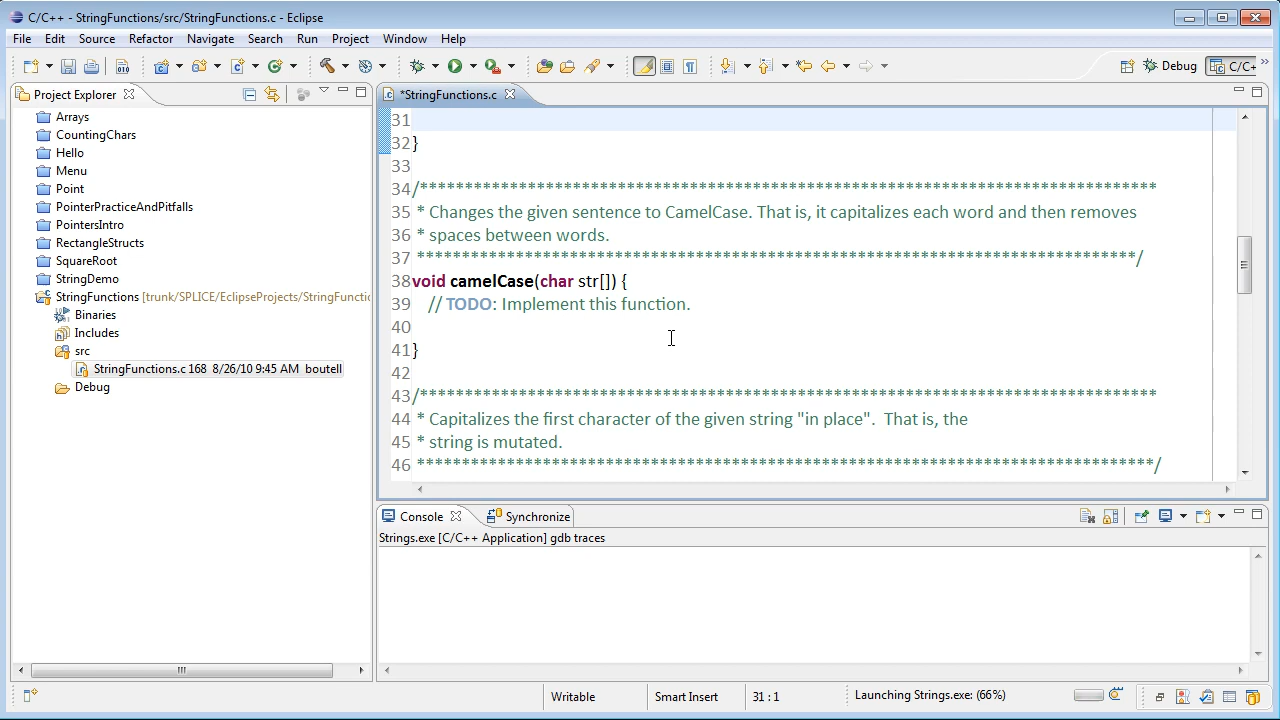 C/C++ - StringFunctions/src/StringFunctions.c - Eclipse
File Edit Source Refactor Navigate Search Run Project Window Help
Debug C/C+
Project Explorer
Arrays
CountingChars
Hello
Menu
Point
PointerPracticeAndPitfalls
PointersIntro
RectangleStructs
SquareRoot
StringDemo
StringFunctions [trunk/SPLICE/EclipseProjects/StringFunctio
Binaries
Includes
src
StringFunctions.c 168 8/26/10 9:45 AM boutell
Debug
*StringFunctions.c
31
32 }
33
34 /**********************************************************************************
35 * Changes the given sentence to CamelCase. That is, it capitalizes each word and then removes
36 * spaces between words.
37 ********************************************************************************/
38 void camelCase(char str[]) {
39 // TODO: Implement this function.
40
41 }
42
43 /**********************************************************************************
44 * Capitalizes the first character of the given string "in place". That is, the
45 * string is mutated.
46 **********************************************************************************/
Console Synchronize
Strings.exe [C/C++ Application] gdb traces
Writable Smart Insert 31 : 1 Launching Strings.exe: (66%)